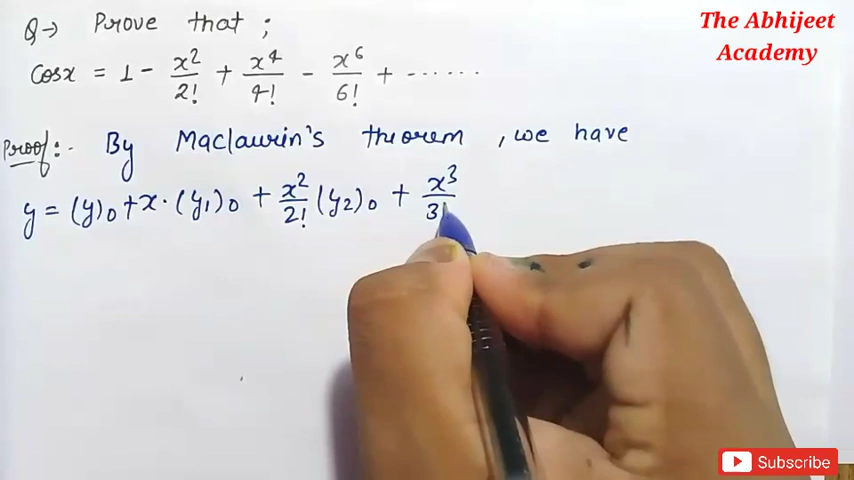 Q→ Prove that ;
The Abhijeet
Academy
Cosx = 1 - x²/2! + x⁴/4! - x⁶/6! + ......
Proof:- By Maclaurin's theorem , we have
y = (y)₀ + x · (y₁)₀ + x²/2! (y₂)₀ + x³/3!
Subscribe